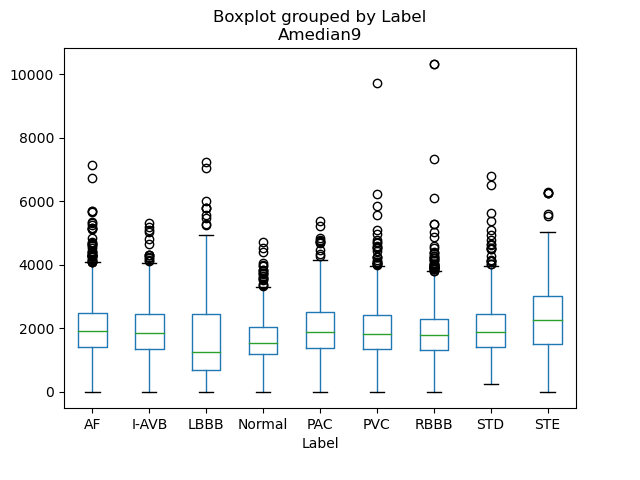 Boxplot grouped by Label
Amedian9
10000
8000
6000
4000
2000
0
AF I-AVB LBBB Normal PAC PVC RBBB STD STE
Label